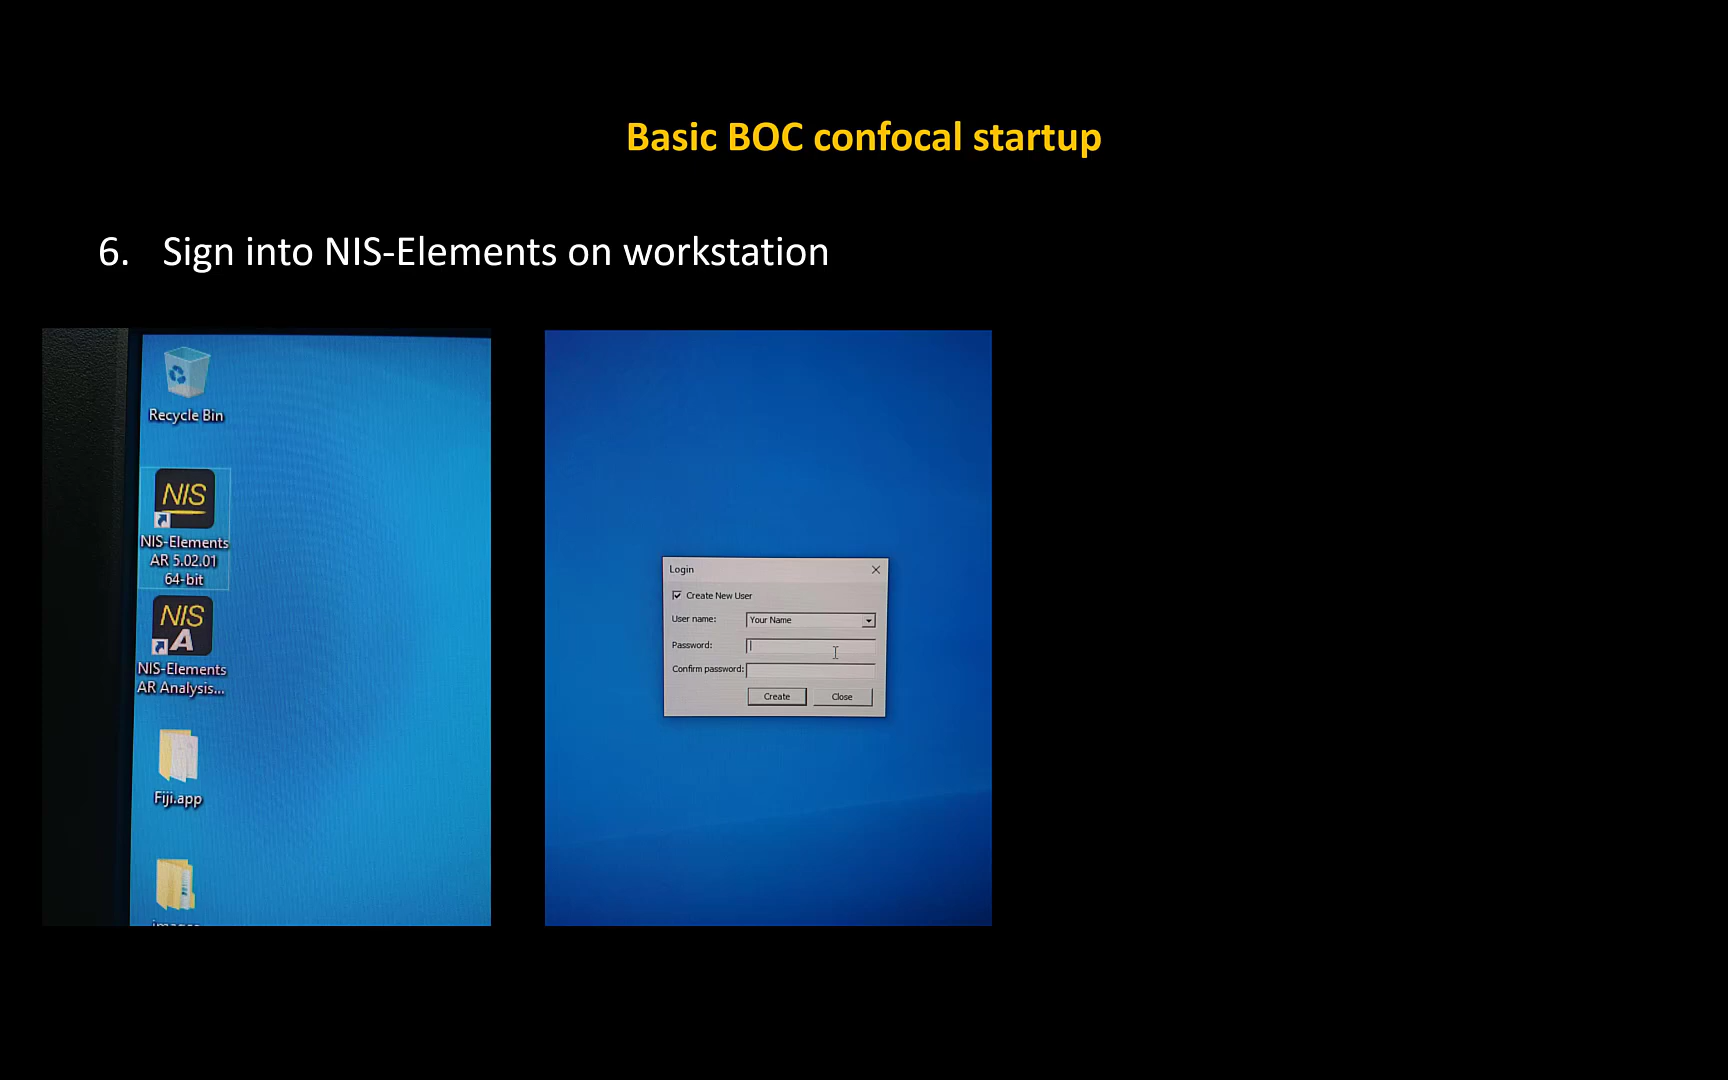 Basic BOC confocal startup
6. Sign into NIS-Elements on workstation
Recycle Bin
NIS
NIS-Elements
AR 5.02.01
64-bit
NIS
A
NIS-Elements
AR Analysis...
Fiji.app
images
Login
Create New User
User name: Your Name
Password:
Confirm password:
Create Close